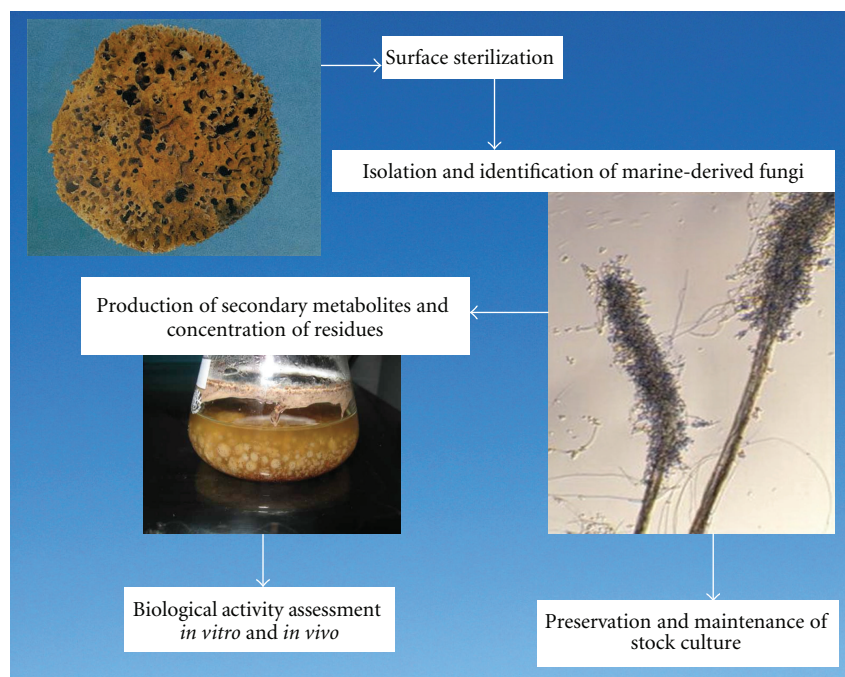 Surface sterilization
Isolation and identification of marine-derived fungi
Production of secondary metabolites and
concentration of residues
Biological activity assessment
in vitro and in vivo
Preservation and maintenance of
stock culture